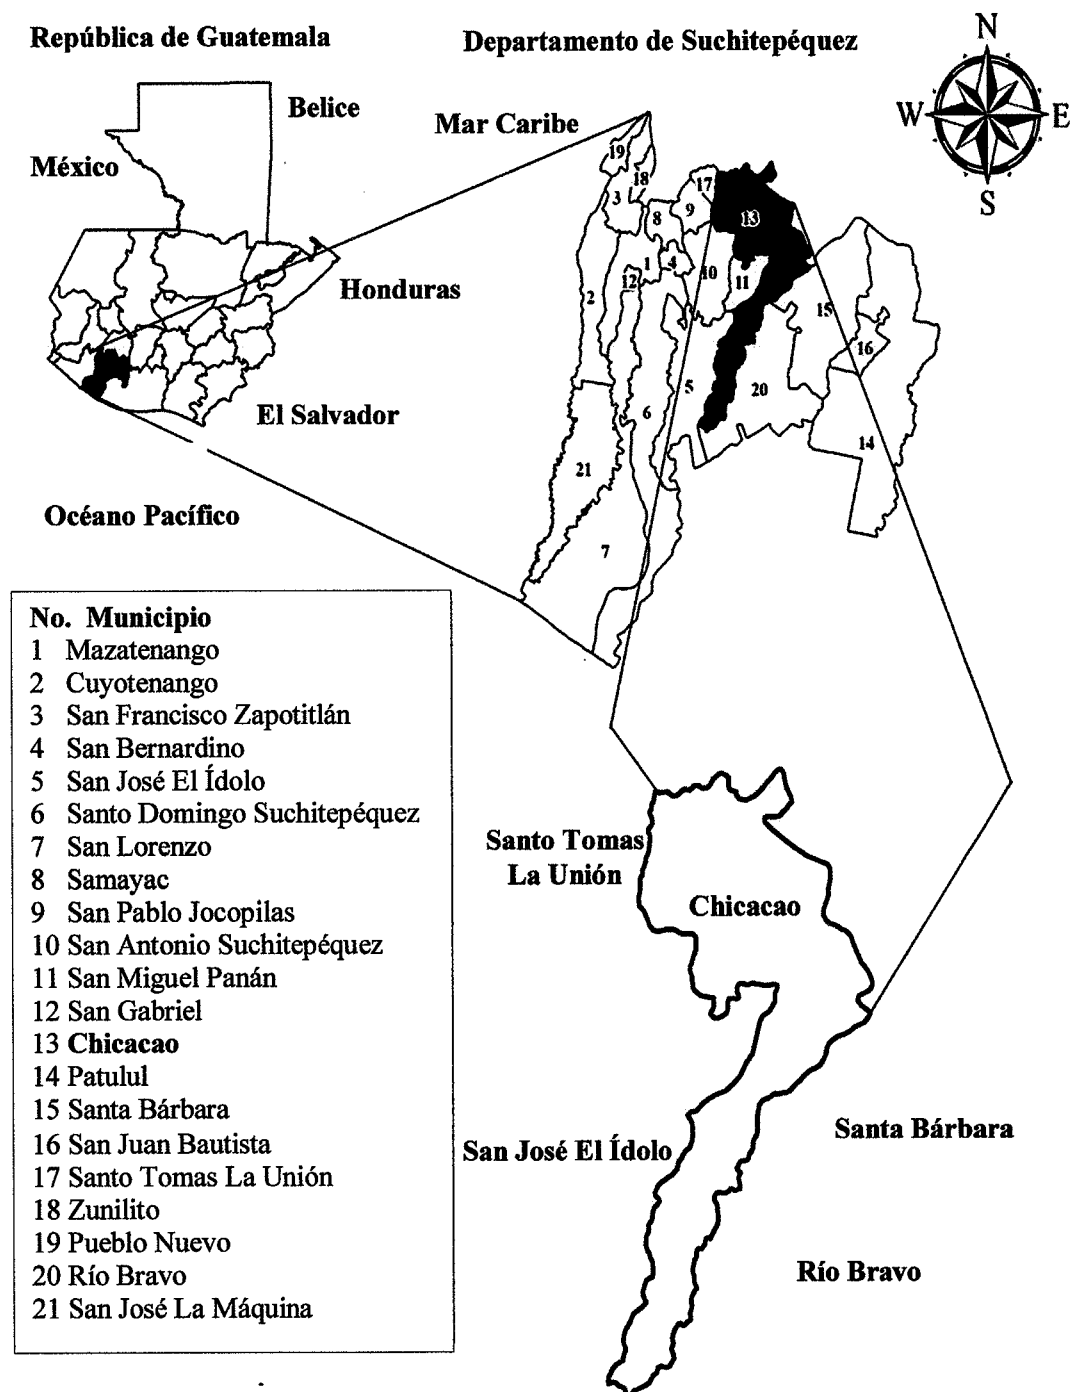 República de Guatemala
Departamento de Suchitepéquez
N
W
E
S
Belice
Mar Caribe
México
Honduras
El Salvador
Océano Pacífico
19
18
17
3
8
9
13
1
4
10
11
12
2
15
16
5
20
6
14
21
7
No. Municipio
1 Mazatenango
2 Cuyotenango
3 San Francisco Zapotitlán
4 San Bernardino
5 San José El Ídolo
6 Santo Domingo Suchitepéquez
7 San Lorenzo
8 Samayac
9 San Pablo Jocopilas
10 San Antonio Suchitepéquez
11 San Miguel Panán
12 San Gabriel
13 Chicacao
14 Patulul
15 Santa Bárbara
16 San Juan Bautista
17 Santo Tomas La Unión
18 Zunilito
19 Pueblo Nuevo
20 Río Bravo
21 San José La Máquina
Santo Tomas
La Unión
Chicacao
San José El Ídolo
Santa Bárbara
Río Bravo